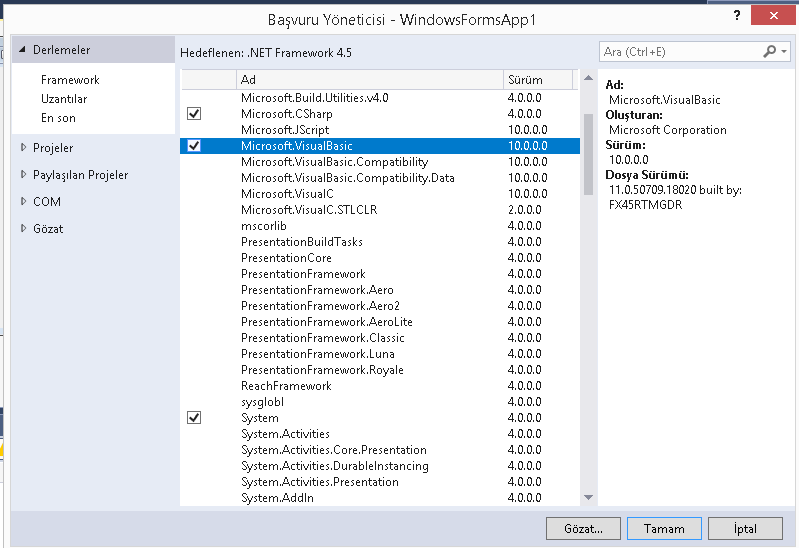 Başvuru Yöneticisi - WindowsFormsApp1
?
Derlemeler
Framework
Uzantılar
En son
Projeler
Paylaşılan Projeler
COM
Gözat
Hedeflenen: .NET Framework 4.5
Ara (Ctrl+E)
Ad Sürüm
Microsoft.Build.Utilities.v4.0 4.0.0.0
Microsoft.CSharp 4.0.0.0
Microsoft.JScript 10.0.0.0
Microsoft.VisualBasic 10.0.0.0
Microsoft.VisualBasic.Compatibility 10.0.0.0
Microsoft.VisualBasic.Compatibility.Data 10.0.0.0
Microsoft.VisualC 10.0.0.0
Microsoft.VisualC.STLCLR 2.0.0.0
mscorlib 4.0.0.0
PresentationBuildTasks 4.0.0.0
PresentationCore 4.0.0.0
PresentationFramework 4.0.0.0
PresentationFramework.Aero 4.0.0.0
PresentationFramework.Aero2 4.0.0.0
PresentationFramework.AeroLite 4.0.0.0
PresentationFramework.Classic 4.0.0.0
PresentationFramework.Luna 4.0.0.0
PresentationFramework.Royale 4.0.0.0
ReachFramework 4.0.0.0
sysglobl 4.0.0.0
System 4.0.0.0
System.Activities 4.0.0.0
System.Activities.Core.Presentation 4.0.0.0
System.Activities.DurableInstancing 4.0.0.0
System.Activities.Presentation 4.0.0.0
System.AddIn 4.0.0.0
Ad:
Microsoft.VisualBasic
Oluşturan:
Microsoft Corporation
Sürüm:
10.0.0.0
Dosya Sürümü:
11.0.50709.18020 built by:
FX45RTMGDR
Gözat... Tamam İptal